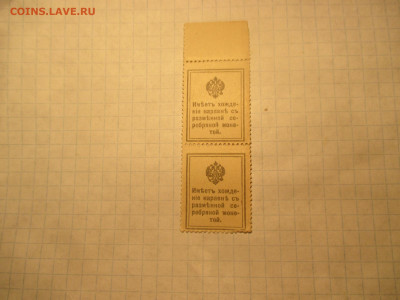 COINS.LAVE.RU
Имѣетъ хожде-
ніе наравнѣ съ
размѣнной се-
ребряной моне-
той.
Имѣетъ хожде-
ніе наравнѣ съ
размѣнной се-
ребряной моне-
той.